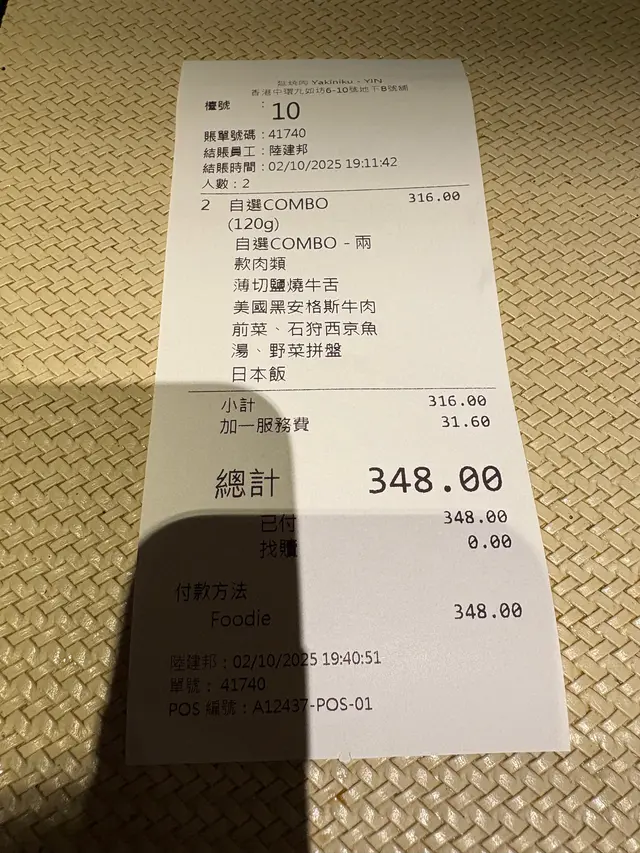 燒肉 Yakiniku - YIN
香港中環九如坊6-10號地下8號舖
檯號 : 10
賬單號碼 : 41740
結賬員工 : 陸建邦
結賬時間 : 02/10/2025 19:11:42
人數 : 2
2 自選COMBO 316.00
(120g)
自選COMBO - 兩
款肉類
薄切鹽燒牛舌
美國黑安格斯牛肉
前菜、石狩西京魚
湯、野菜拼盤
日本飯
小計 316.00
加一服務費 31.60
總計 348.00
已付 348.00
找贖 0.00
付款方法
Foodie 348.00
陸建邦 : 02/10/2025 19:40:51
單號 : 41740
POS 編號 : A12437-POS-01